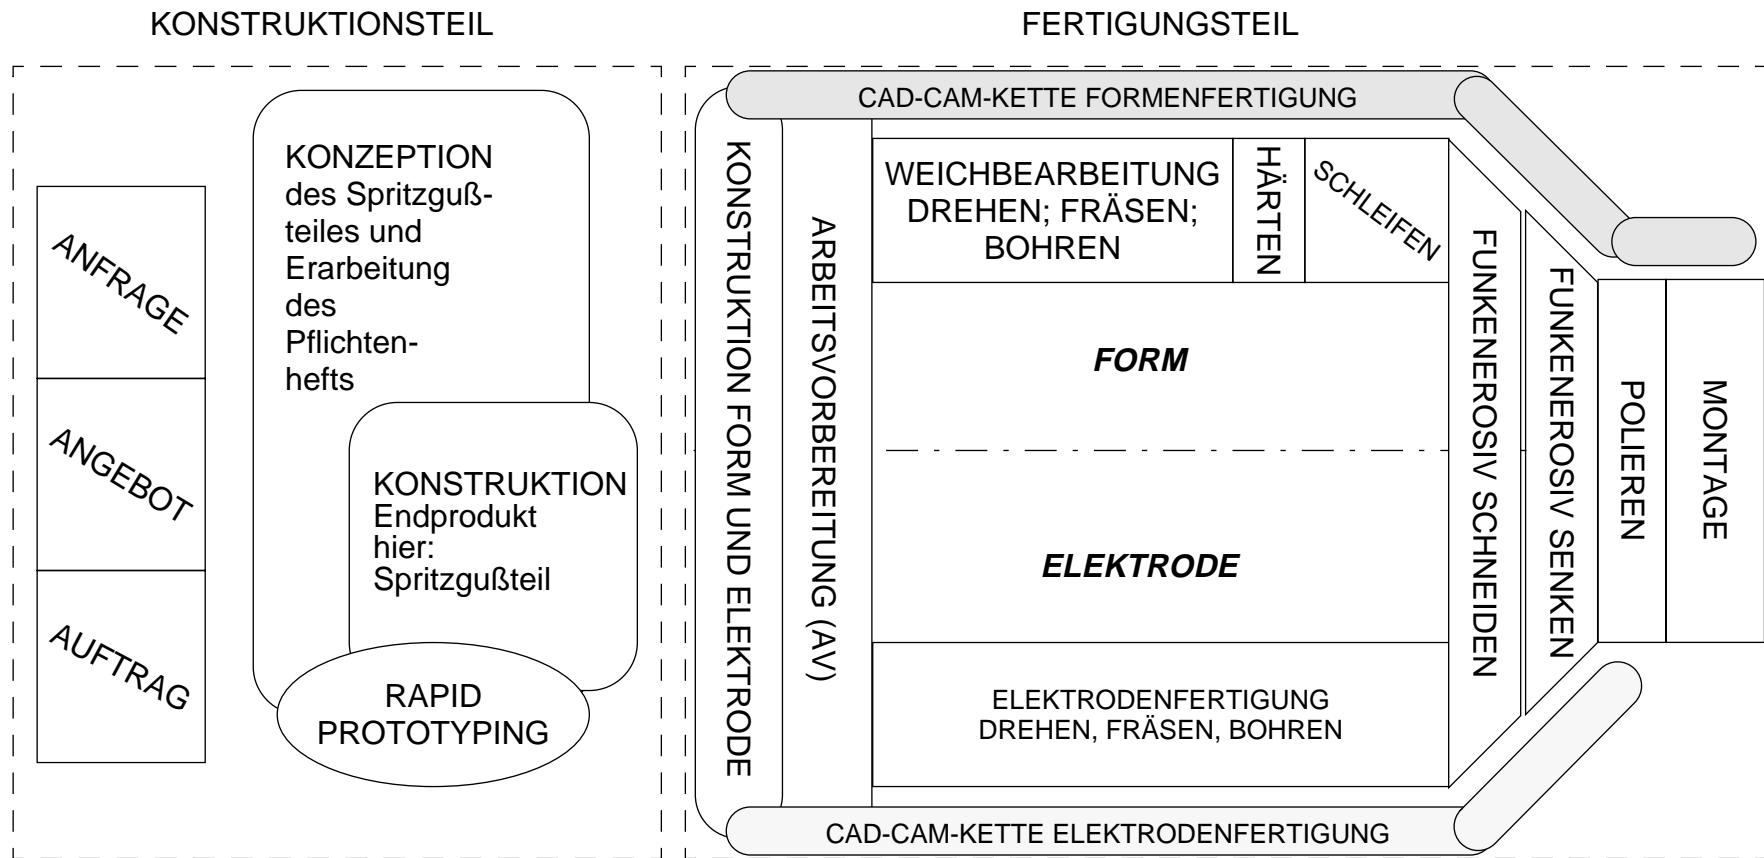 KONSTRUKTIONSTEIL
FERTIGUNGSTEIL
ANFRAGE
ANGEBOT
AUFTRAG
KONZEPTION
des Spritzguß-
teiles und
Erarbeitung
des
Pflichten-
hefts
KONSTRUKTION
Endprodukt
hier:
Spritzgußteil
RAPID
PROTOTYPING
CAD-CAM-KETTE FORMENFERTIGUNG
KONSTRUKTION FORM UND ELEKTRODE
ARBEITSVORBEREITUNG (AV)
WEICHBEARBEITUNG
DREHEN; FRÄSEN;
BOHREN
HÄRTEN
SCHLEIFEN
FORM
ELEKTRODE
ELEKTRODENFERTIGUNG
DREHEN, FRÄSEN, BOHREN
FUNKENEROSIV SCHNEIDEN
FUNKENEROSIV SENKEN
POLIEREN
MONTAGE
CAD-CAM-KETTE ELEKTRODENFERTIGUNG